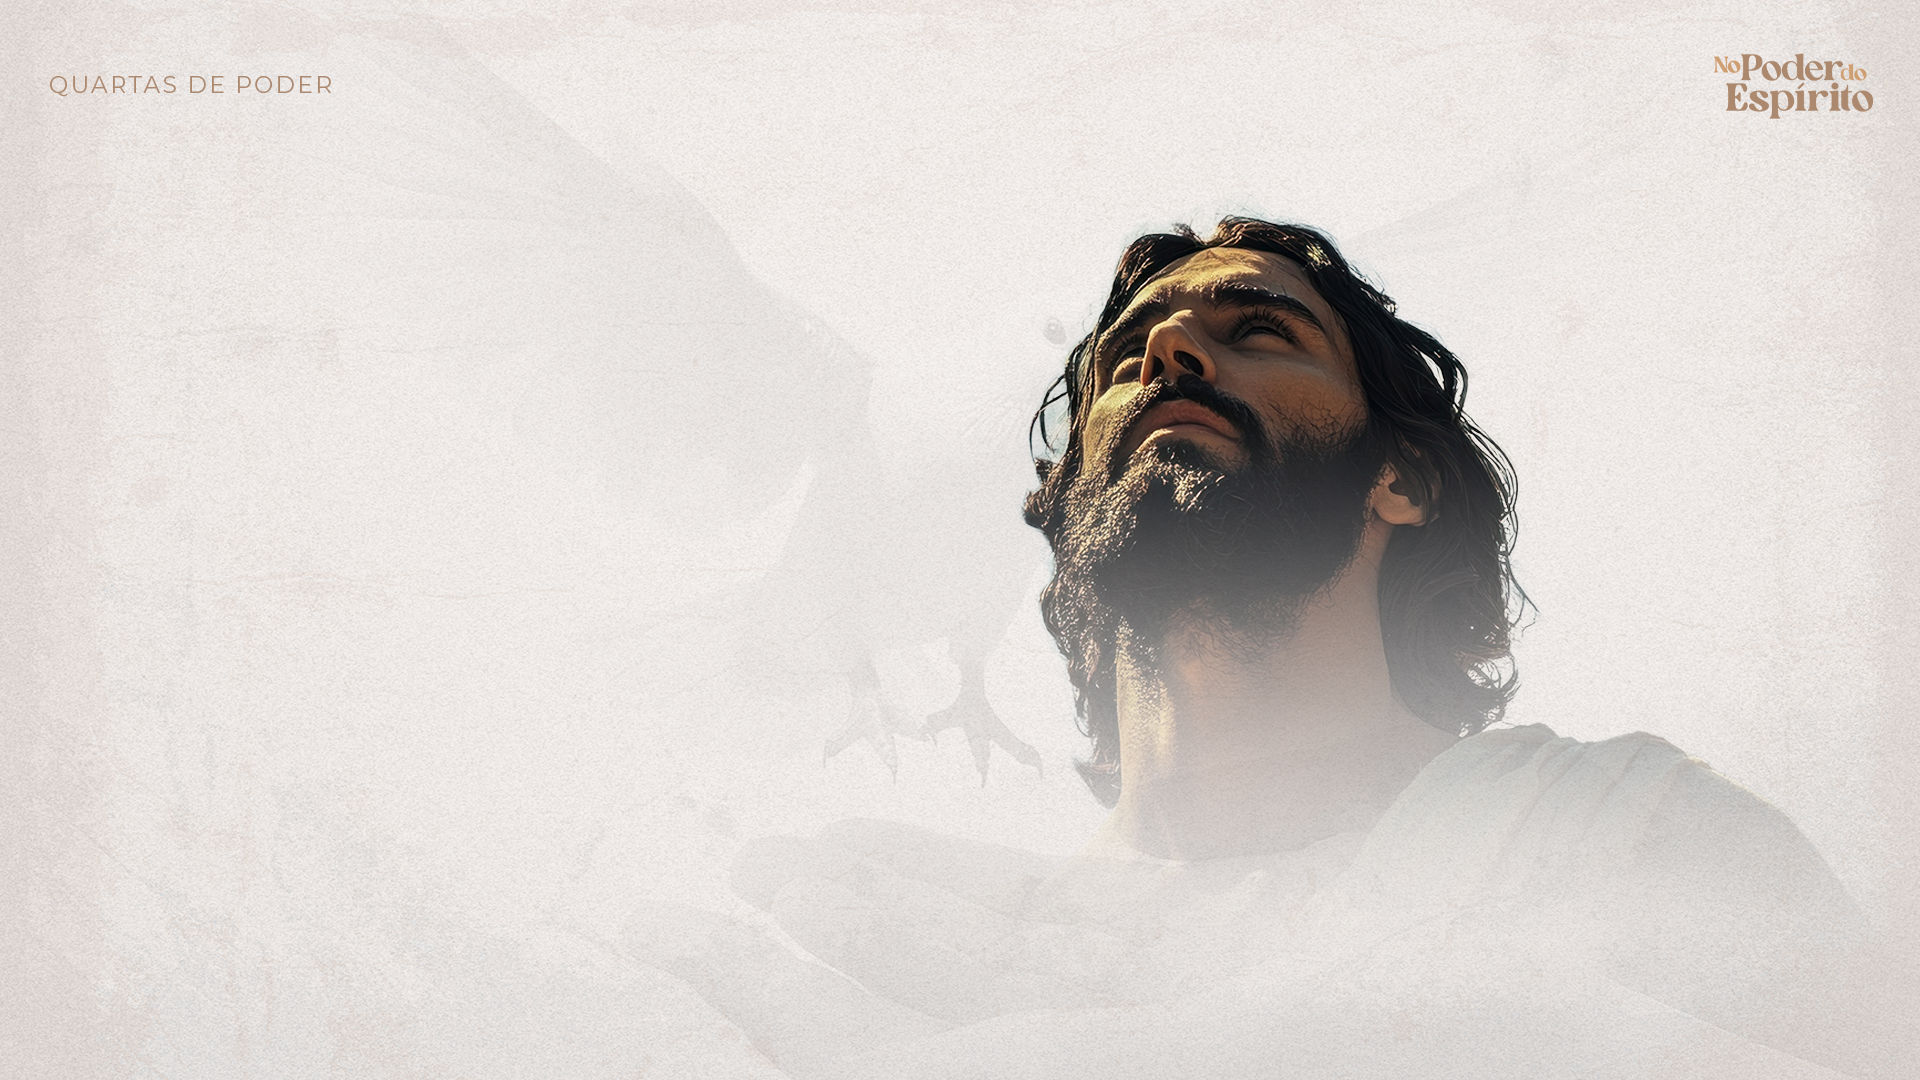 QUARTAS DE PODER
No Poder do
Espírito